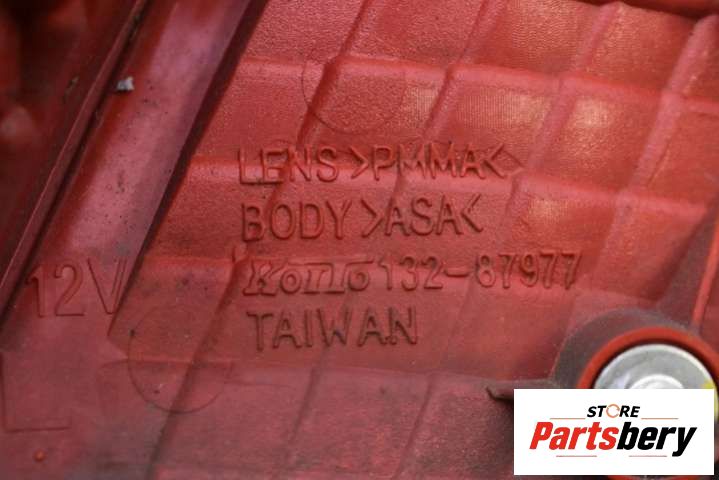 LENS >PMMA<
BODY >ASA<
KOITO 132-87977
TAIWAN
12V
L
STORE
Partsbery